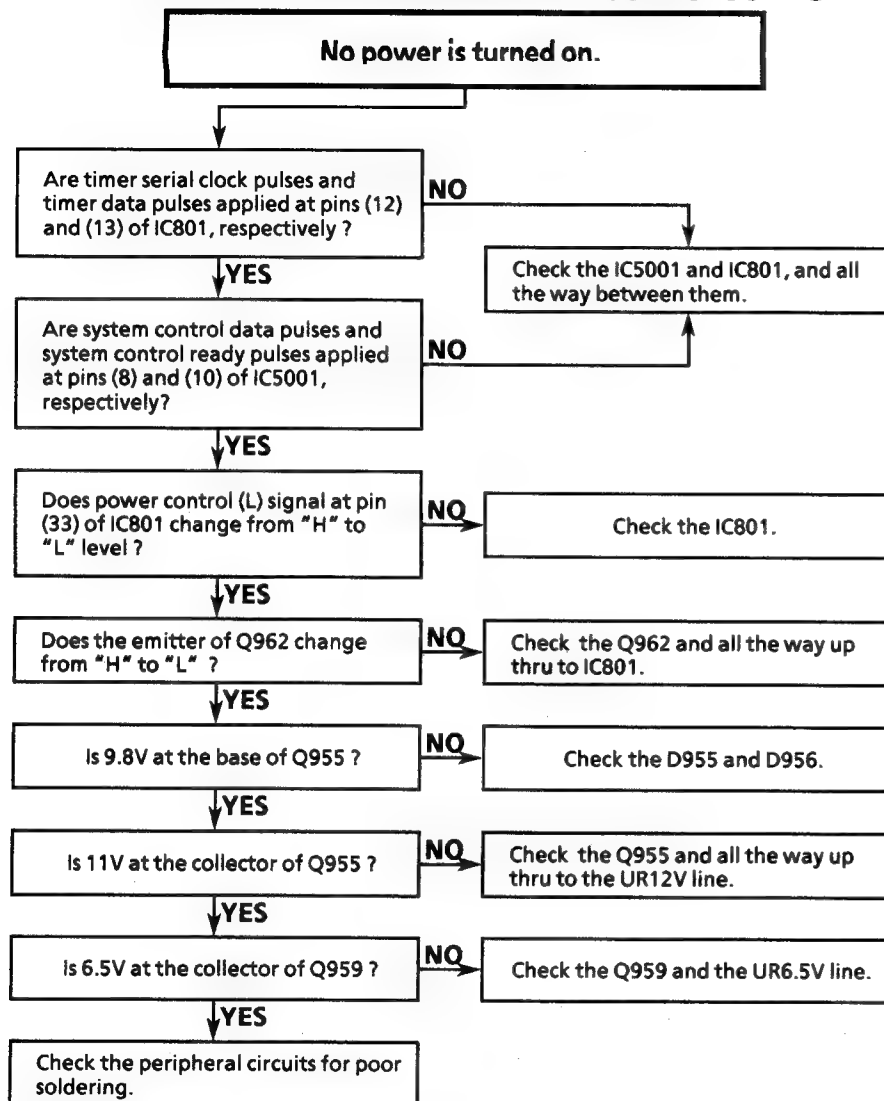 No power is turned on.
Are timer serial clock pulses and
timer data pulses applied at pins (12)
and (13) of IC801, respectively ?
NO
Check the IC5001 and IC801, and all
the way between them.
YES
Are system control data pulses and
system control ready pulses applied
at pins (8) and (10) of IC5001,
respectively?
NO
YES
Does power control (L) signal at pin
(33) of IC801 change from "H" to
"L" level ?
NO
Check the IC801.
YES
Does the emitter of Q962 change
from "H" to "L" ?
NO
Check the Q962 and all the way up
thru to IC801.
YES
Is 9.8V at the base of Q955 ?
NO
Check the D955 and D956.
YES
Is 11V at the collector of Q955 ?
NO
Check the Q955 and all the way up
thru to the UR12V line.
YES
Is 6.5V at the collector of Q959 ?
NO
Check the Q959 and the UR6.5V line.
YES
Check the peripheral circuits for poor
soldering.